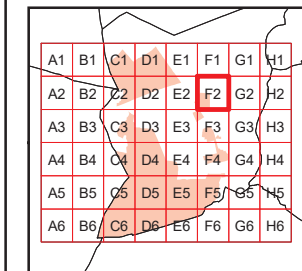 A1 B1 C1 D1 E1 F1 G1 H1
A2 B2 C2 D2 E2 F2 G2 H2
A3 B3 C3 D3 E3 F3 G3 H3
A4 B4 C4 D4 E4 F4 G4 H4
A5 B5 C5 D5 E5 F5 G5 H5
A6 B6 C6 D6 E6 F6 G6 H6